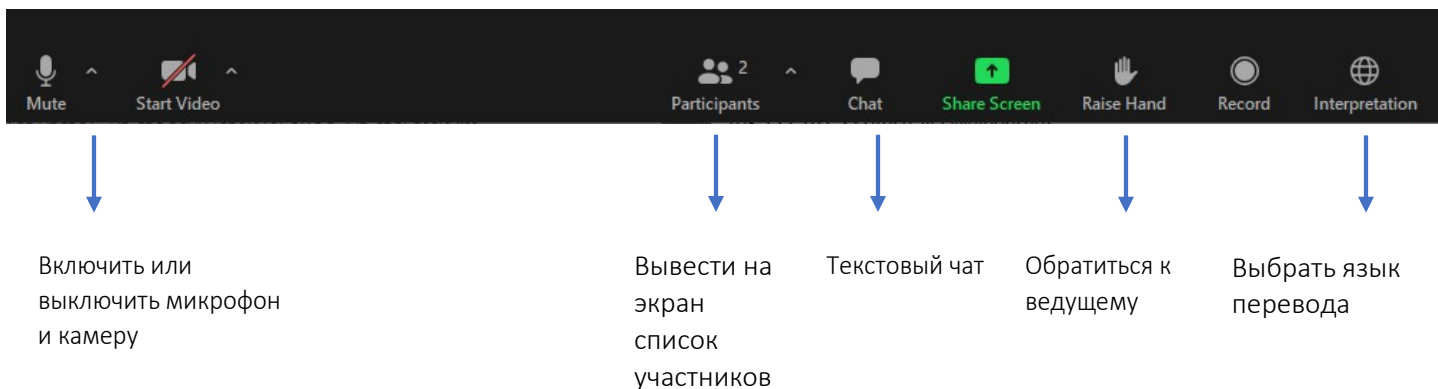 2
Mute
Start Video
Participants
Chat
Share Screen
Raise Hand
Record
Interpretation
Включить или
выключить микрофон
и камеру
Вывести на
экран
список
участников
Текстовый чат
Обратиться к
ведущему
Выбрать язык
перевода